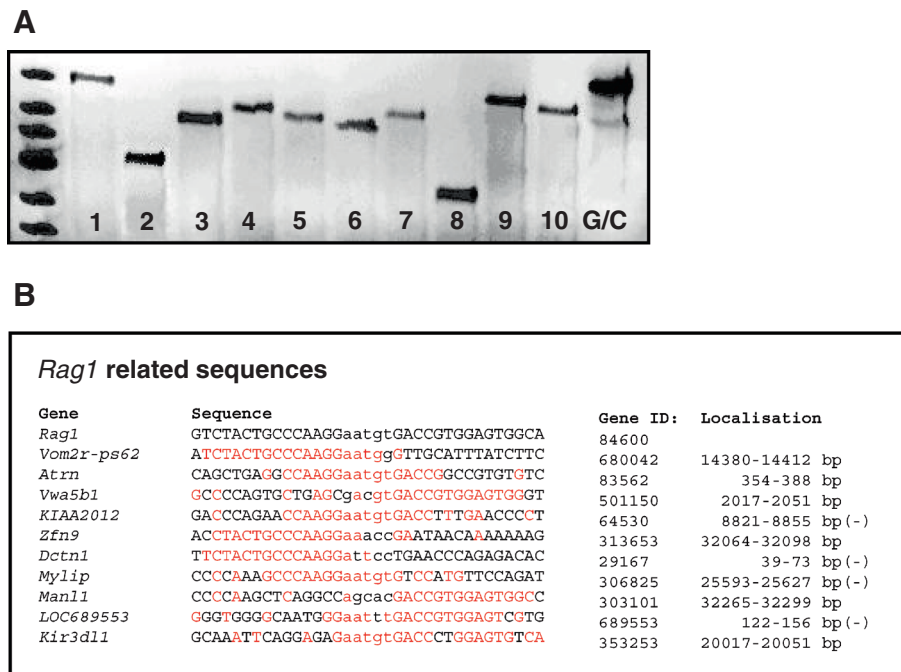 A
1 2 3 4 5 6 7 8 9 10 G/C
B
Rag1 related sequences
Gene Sequence Gene ID: Localisation
Rag1 GTCTACTGCCCAAGGaatgtGACCGTGGAGTGGCA 84600
Vom2r-ps62 ATCTACTGCCCAAGGaatggGTTGCATTTATCTTC 680042 14380-14412 bp
Atrn CAGCTGAGGCCAAGGaatgtGACCGGCCGTGTGTC 83562 354-388 bp
Vwa5b1 GCCCCAGTGCTGAGCgacgtGACCGTGGAGTGGGT 501150 2017-2051 bp
KIAA2012 GACCCAGAACCAAGGaatgtGACCTTTGAACCCCT 64530 8821-8855 bp(-)
Zfn9 ACCTACTGCCCAAGGaaaccGAATAACAAAAAAAG 313653 32064-32098 bp
Dctn1 TTCTACTGCCCAAGGattccTGAACCCAGAGACAC 29167 39-73 bp(-)
Mylip CCCCAAAGCCCAAGGaatgtGTCCATGTTCCAGAT 306825 25593-25627 bp(-)
Manl1 CCCCAAGCTCAGGCCagcacGACCGTGGAGTGGCC 303101 32265-32299 bp
LOC689553 GGGTGGGGCAATGGGaatttGACCGTGGAGTCGTG 689553 122-156 bp(-)
Kir3dl1 GCAAATTCAGGAGAGaatgtGACCCTGGAGTGTCA 353253 20017-20051 bp